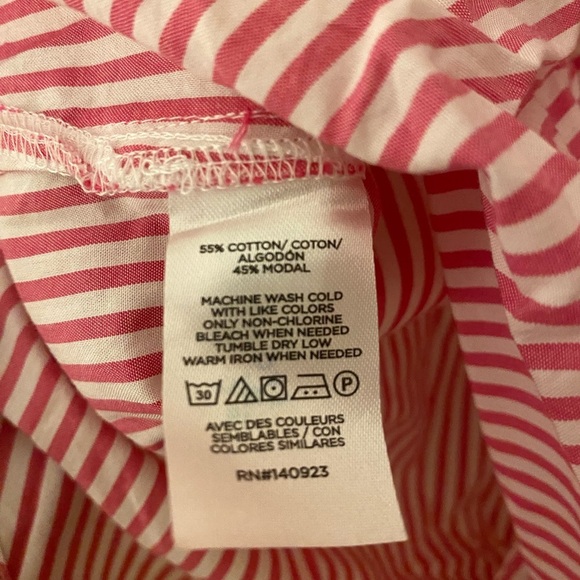 55% COTTON/ COTON/
ALGODÓN
45% MODAL
MACHINE WASH COLD
WITH LIKE COLORS
ONLY NON-CHLORINE
BLEACH WHEN NEEDED
TUMBLE DRY LOW
WARM IRON WHEN NEEDED
30 P
AVEC DES COULEURS
SEMBLABLES / CON
COLORES SIMILARES
RN#140923